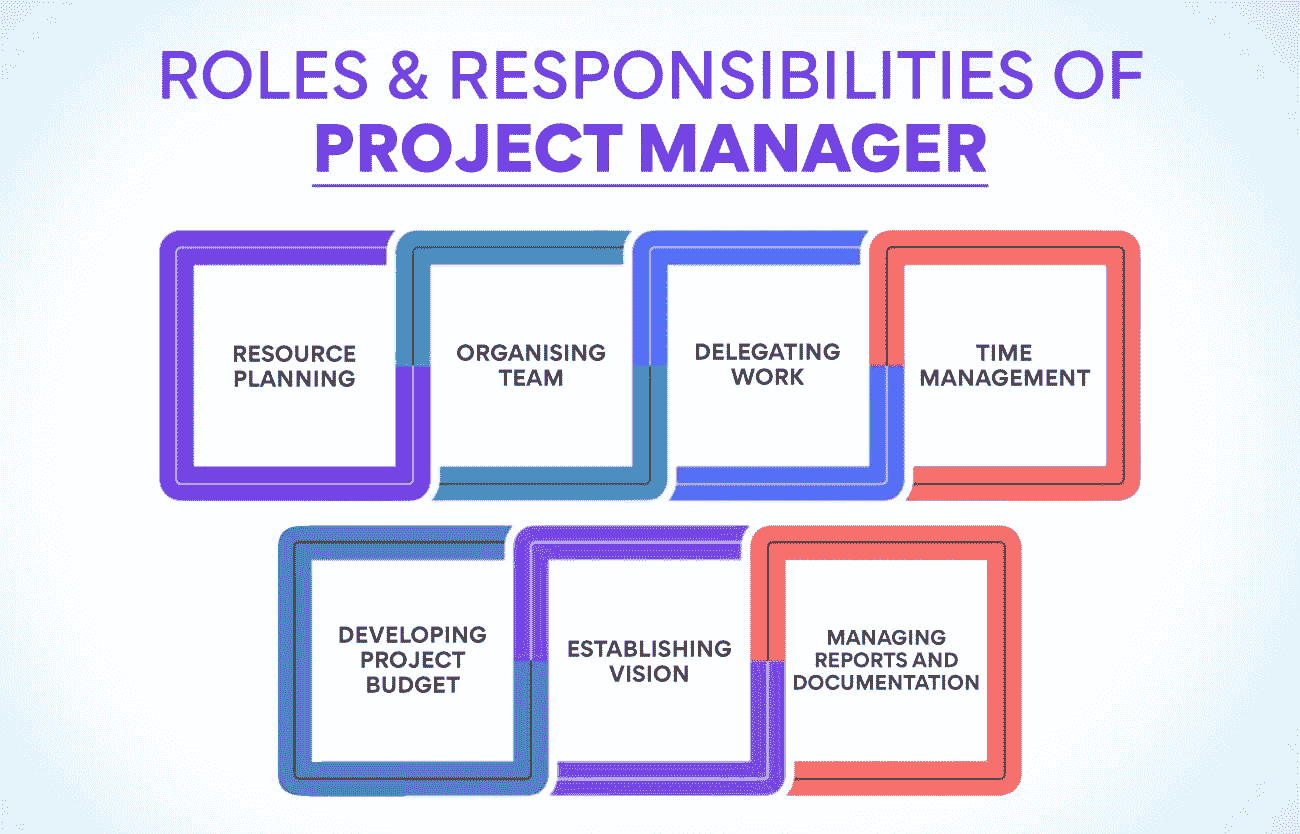 ROLES & RESPONSIBILITIES OF
PROJECT MANAGER
RESOURCE
PLANNING
ORGANISING
TEAM
DELEGATING
WORK
TIME
MANAGEMENT
DEVELOPING
PROJECT
BUDGET
ESTABLISHING
VISION
MANAGING
REPORTS AND
DOCUMENTATION